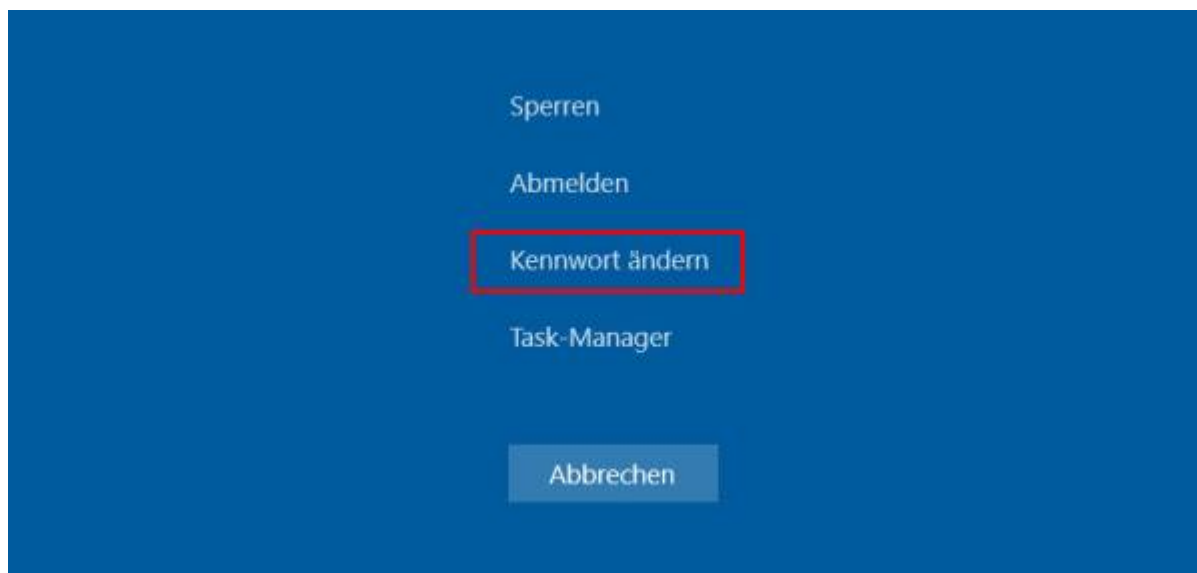 Sperren
Abmelden
Kennwort ändern
Task-Manager
Abbrechen